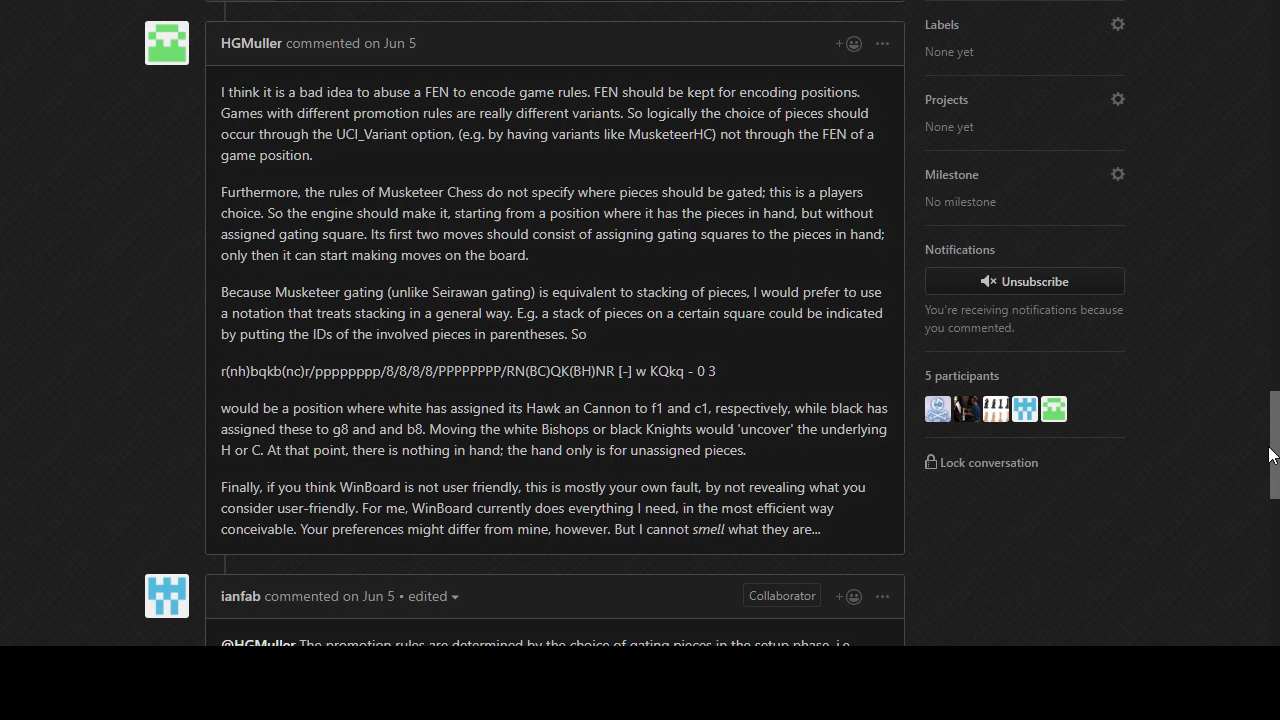 HGMuller commented on Jun 5
I think it is a bad idea to abuse a FEN to encode game rules. FEN should be kept for encoding positions.
Games with different promotion rules are really different variants. So logically the choice of pieces should
occur through the UCI_Variant option, (e.g. by having variants like MusketeerHC) not through the FEN of a
game position.
Furthermore, the rules of Musketeer Chess do not specify where pieces should be gated; this is a players
choice. So the engine should make it, starting from a position where it has the pieces in hand, but without
assigned gating square. Its first two moves should consist of assigning gating squares to the pieces in hand;
only then it can start making moves on the board.
Because Musketeer gating (unlike Seirawan gating) is equivalent to stacking of pieces, I would prefer to use
a notation that treats stacking in a general way. E.g. a stack of pieces on a certain square could be indicated
by putting the IDs of the involved pieces in parentheses. So
r(nh)bqkb(nc)r/pppppppp/8/8/8/8/PPPPPPPP/RN(BC)QK(BH)NR [-] w KQkq - 0 3
would be a position where white has assigned its Hawk an Cannon to f1 and c1, respectively, while black has
assigned these to g8 and and b8. Moving the white Bishops or black Knights would 'uncover' the underlying
H or C. At that point, there is nothing in hand; the hand only is for unassigned pieces.
Finally, if you think WinBoard is not user friendly, this is mostly your own fault, by not revealing what you
consider user-friendly. For me, WinBoard currently does everything I need, in the most efficient way
conceivable. Your preferences might differ from mine, however. But I cannot smell what they are...
ianfab commented on Jun 5 • edited
Collaborator
@HGMuller The promotion rules are determined by the choice of gating pieces in the setup phase, i.e.
Labels
None yet
Projects
None yet
Milestone
No milestone
Notifications
Unsubscribe
You're receiving notifications because
you commented.
5 participants
Lock conversation